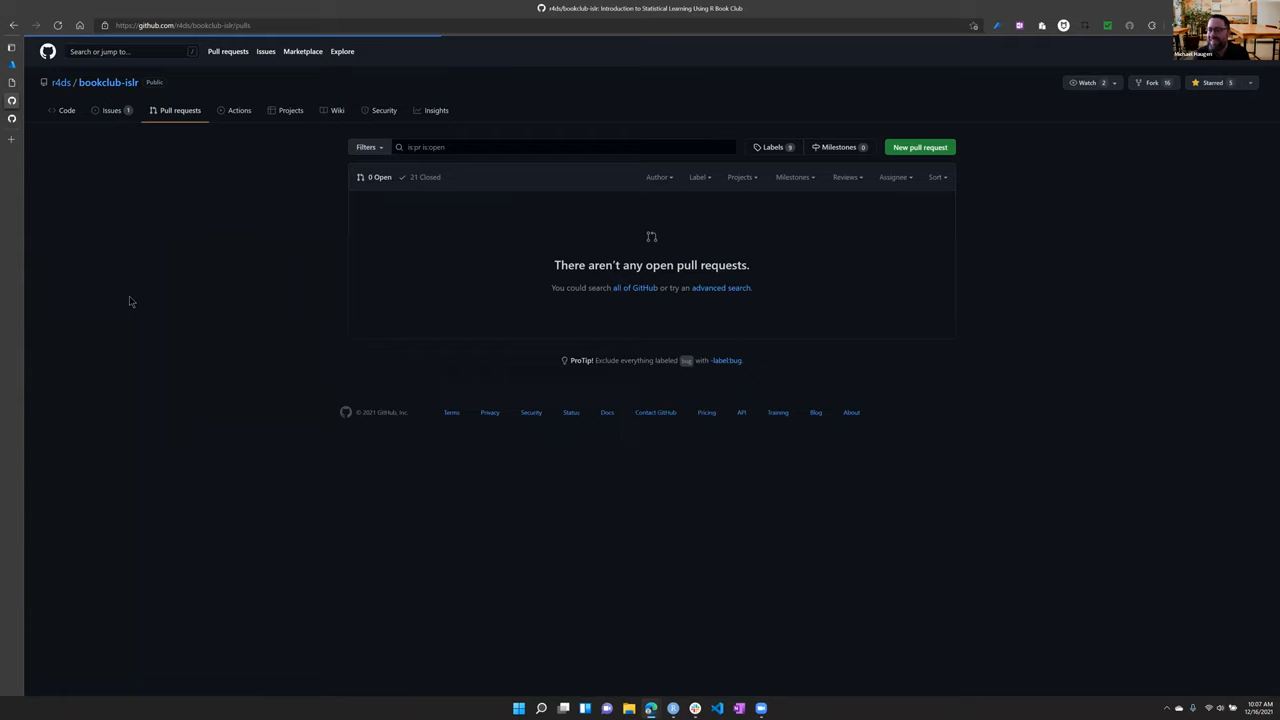 r4ds/bookclub-islr: Introduction to Statistical Learning Using R Book Club
https://github.com/r4ds/bookclub-islr/pulls
Michael Haugen
Search or jump to... /
Pull requests Issues Marketplace Explore
r4ds / bookclub-islr Public
Watch 2 Fork 16 Starred 5
Code Issues 1 Pull requests Actions Projects Wiki Security Insights
Filters is:pr is:open Labels 9 Milestones 0 New pull request
0 Open 21 Closed Author Label Projects Milestones Reviews Assignee Sort
There aren't any open pull requests.
You could search all of GitHub or try an advanced search.
ProTip! Exclude everything labeled bug with -label:bug.
© 2021 GitHub, Inc. Terms Privacy Security Status Docs Contact GitHub Pricing API Training Blog About
10:07 AM
12/16/2021